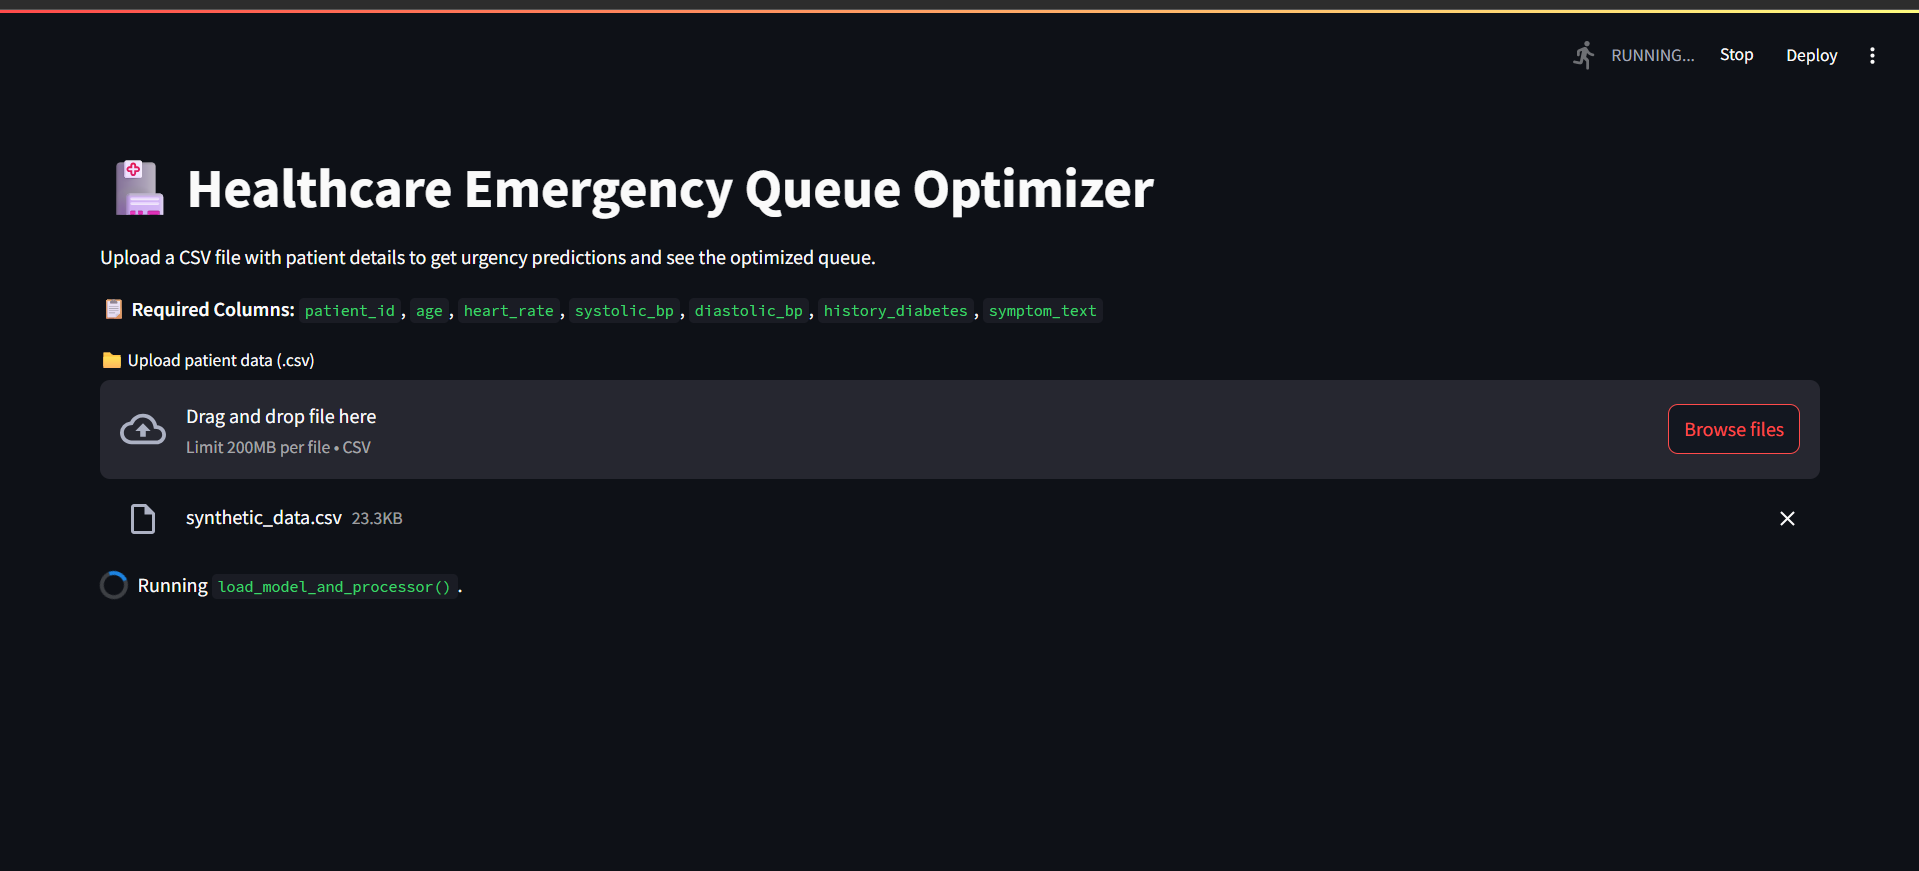 RUNNING... Stop Deploy
Healthcare Emergency Queue Optimizer
Upload a CSV file with patient details to get urgency predictions and see the optimized queue.
Required Columns: patient_id , age , heart_rate , systolic_bp , diastolic_bp , history_diabetes , symptom_text
Upload patient data (.csv)
Drag and drop file here
Limit 200MB per file • CSV
Browse files
synthetic_data.csv 23.3KB
Running load_model_and_processor() .